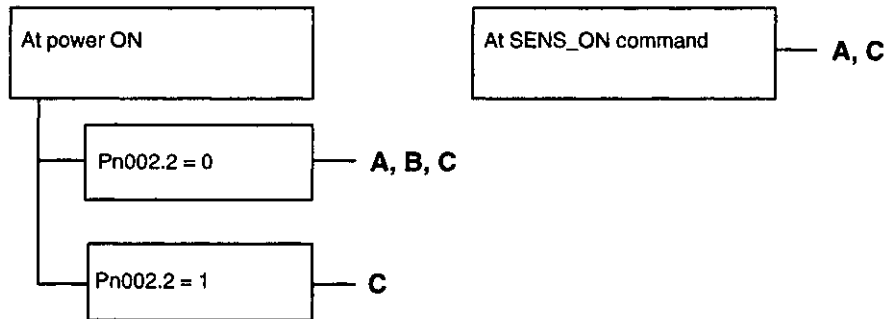 At power ON
At SENS_ON command
A, C
Pn002.2 = 0
A, B, C
Pn002.2 = 1
C